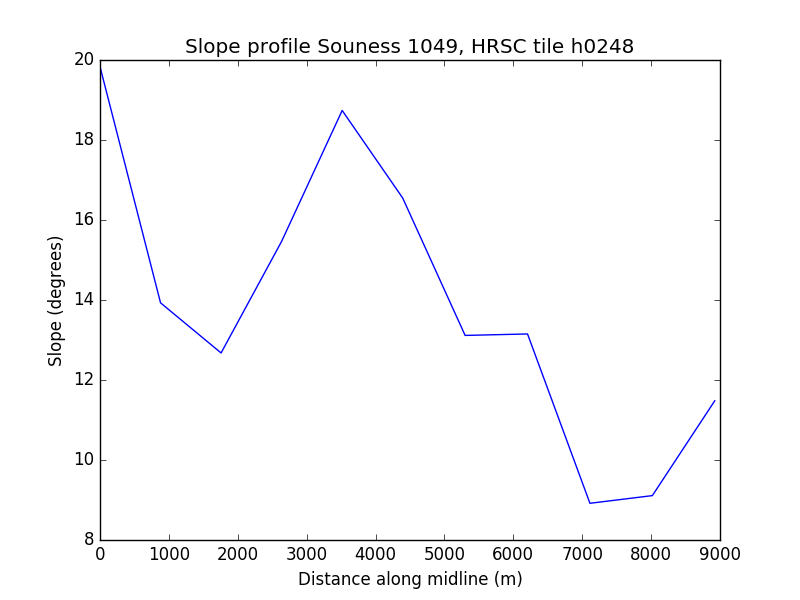 Slope profile Souness 1049, HRSC tile h0248
20
18
16
14
12
10
8
Slope (degrees)
0 1000 2000 3000 4000 5000 6000 7000 8000 9000
Distance along midline (m)